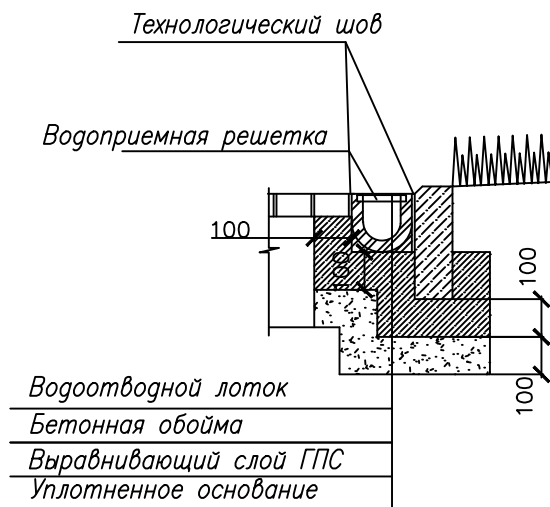 Технологический шов
Водоприемная решетка
100
100
100
100
Водоотводной лоток
Бетонная обойма
Выравнивающий слой ГПС
Уплотненное основание